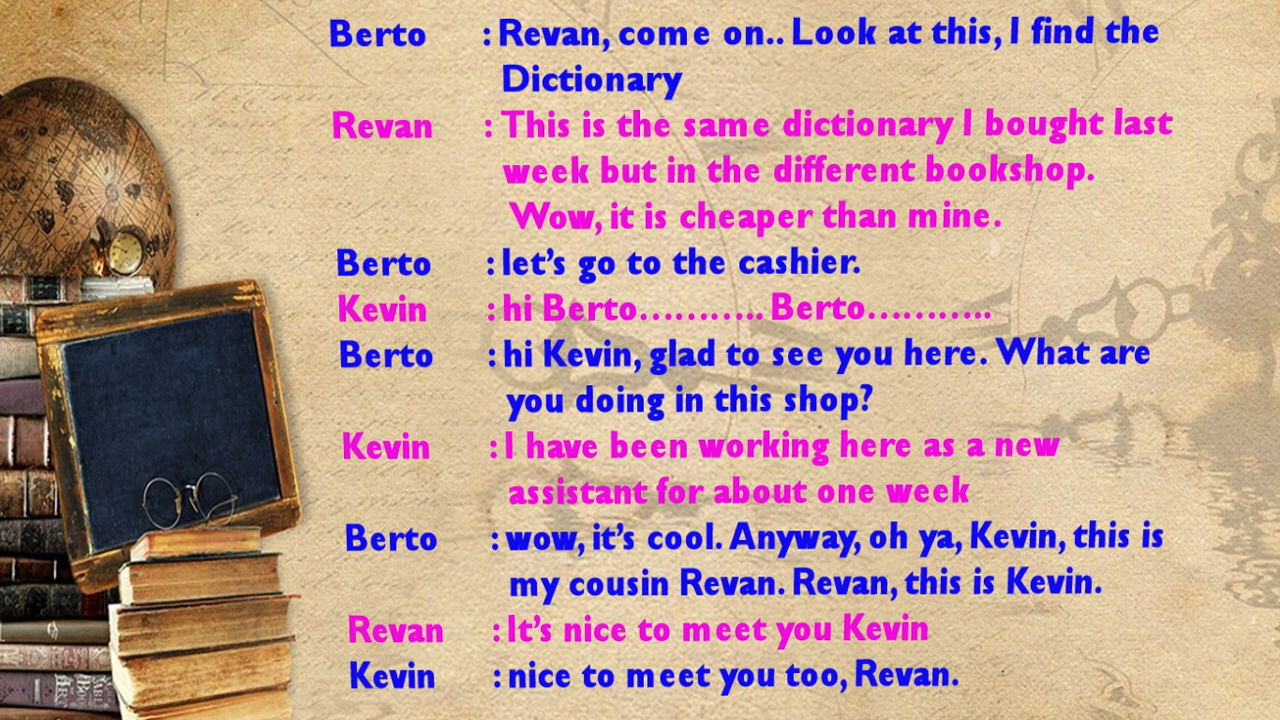 Berto : Revan, come on.. Look at this, I find the
Dictionary
Revan : This is the same dictionary I bought last
week but in the different bookshop.
Wow, it is cheaper than mine.
Berto : let’s go to the cashier.
Kevin : hi Berto……….. Berto………..
Berto : hi Kevin, glad to see you here. What are
you doing in this shop?
Kevin : I have been working here as a new
assistant for about one week
Berto : wow, it’s cool. Anyway, oh ya, Kevin, this is
my cousin Revan. Revan, this is Kevin.
Revan : It’s nice to meet you Kevin
Kevin : nice to meet you too, Revan.